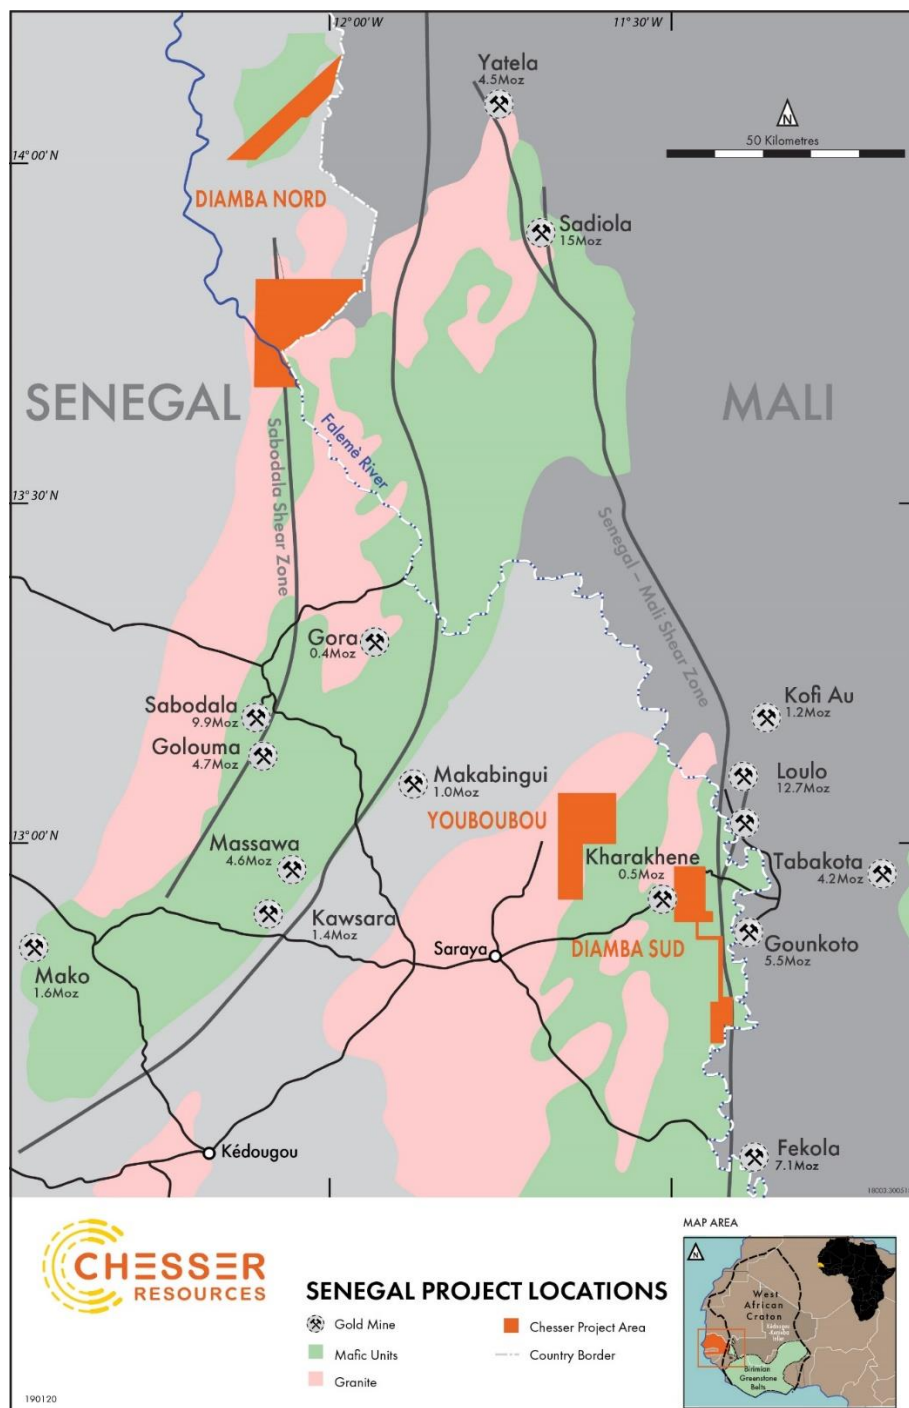 12° 00' W
11° 30' W
Yatela
4.5Moz
N
50 Kilometres
14° 00' N
DIAMBA NORD
Sadiola
15Moz
SENEGAL
MALI
Sabodala Shear Zone
Falemè River
13° 30' N
Senegal – Mali Shear Zone
Gora
0.4Moz
Sabodala
9.9Moz
Kofi Au
1.2Moz
Golouma
4.7Moz
Makabingui
1.0Moz
Loulo
12.7Moz
YOUBOUBOU
13° 00' N
Massawa
4.6Moz
Kharakhene
0.5Moz
Tabakota
4.2Moz
Kawsara
1.4Moz
Saraya
DIAMBA SUD
Gounkoto
5.5Moz
Mako
1.6Moz
Kédougou
Fekola
7.1Moz
MAP AREA
CHESSER
RESOURCES
SENEGAL PROJECT LOCATIONS
Gold Mine
Chesser Project Area
Mafic Units
Country Border
Granite
N
West
African
Craton
Birimian
Greenstone
Belts
190120